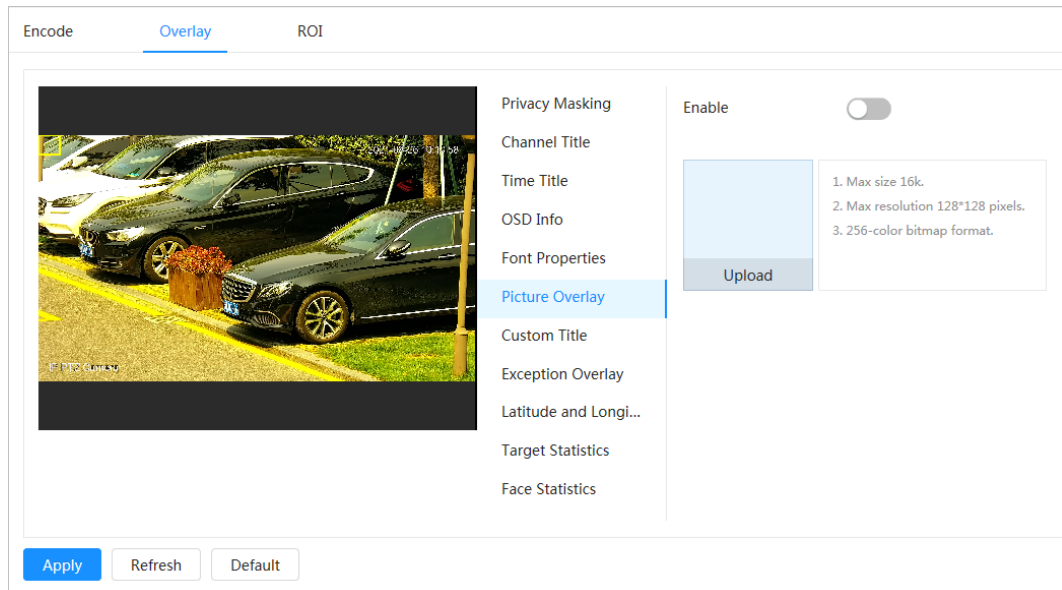 Encode Overlay ROI
Privacy Masking
Channel Title
Time Title
OSD Info
Font Properties
Picture Overlay
Custom Title
Exception Overlay
Latitude and Longi...
Target Statistics
Face Statistics
Enable
Upload
1. Max size 16k.
2. Max resolution 128*128 pixels.
3. 256-color bitmap format.
Apply Refresh Default